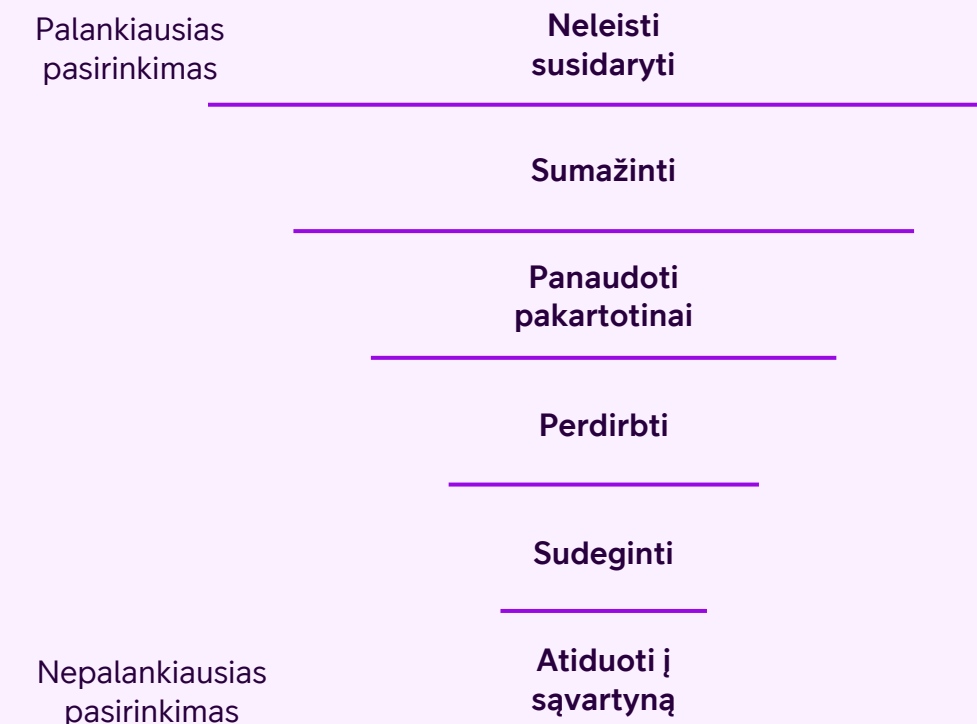 Palankiausias
pasirinkimas
Neleisti
susidaryti
Sumažinti
Panaudoti
pakartotinai
Perdirbti
Sudeginti
Nepalankiausias
pasirinkimas
Atiduoti į
sąvartyną